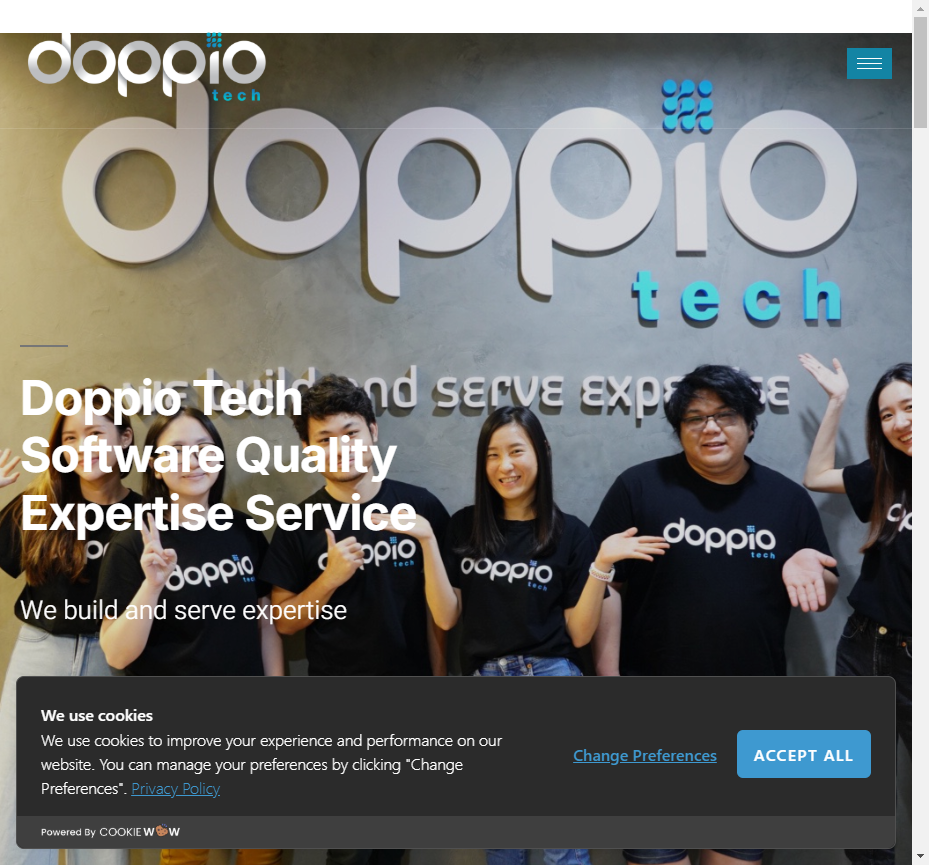 doppio
tech
doppio
tech
we build and serve expertise
Doppio Tech
Software Quality
Expertise Service
doppio
tech
doppio
tech
doppio
tech
doppio
tech
We build and serve expertise
We use cookies
We use cookies to improve your experience and performance on our
website. You can manage your preferences by clicking "Change
Preferences". Privacy Policy
Change Preferences
ACCEPT ALL
Powered By COOKIE WOW